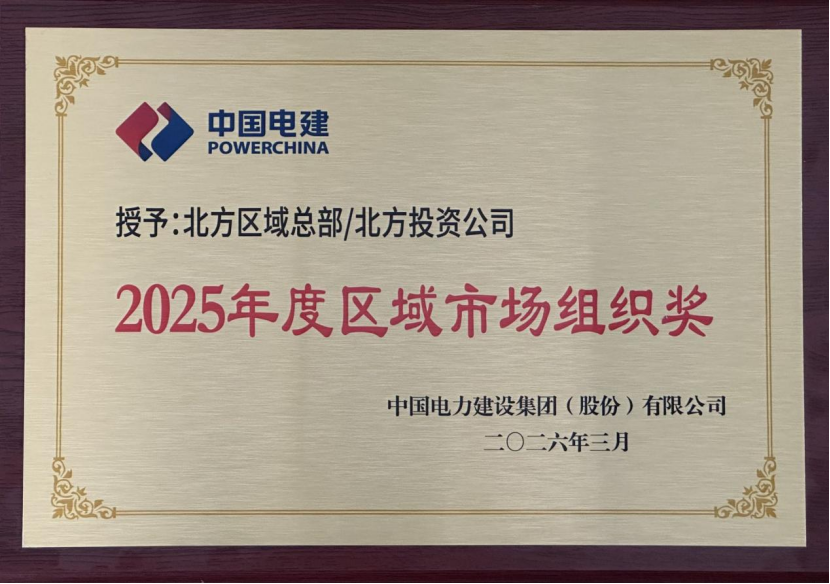 中国电建
POWERCHINA
授予:北方区域总部/北方投资公司
2025年度区域市场组织奖
中国电力建设集团(股份)有限公司
二〇二六年三月